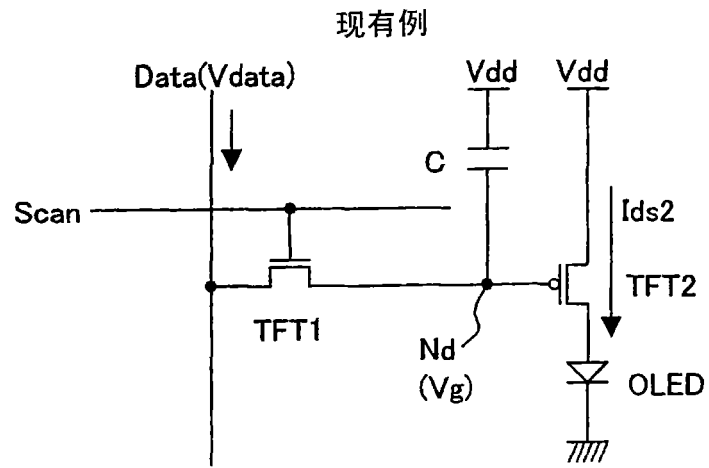 现有例
Data(Vdata)
Vdd
Vdd
C
Scan
Ids2
TFT1
TFT2
Nd
(Vg)
OLED